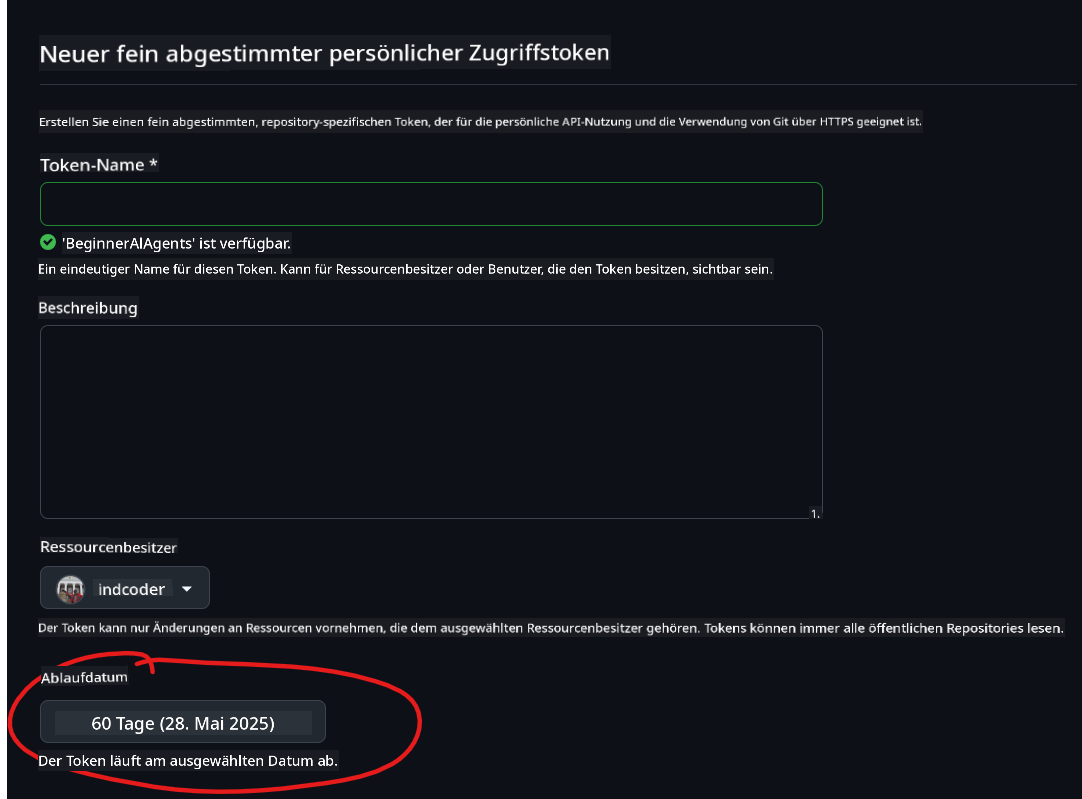 Neuer fein abgestimmter persönlicher Zugriffstoken
Erstellen Sie einen fein abgestimmten, repository-spezifischen Token, der für die persönliche API-Nutzung und die Verwendung von Git über HTTPS geeignet ist.
Token-Name *
'BeginnerAIAgents' ist verfügbar.
Ein eindeutiger Name für diesen Token. Kann für Ressourcenbesitzer oder Benutzer, die den Token besitzen, sichtbar sein.
Beschreibung
1.
Ressourcenbesitzer
indcoder
Der Token kann nur Änderungen an Ressourcen vornehmen, die dem ausgewählten Ressourcenbesitzer gehören. Tokens können immer alle öffentlichen Repositories lesen.
Ablaufdatum
60 Tage (28. Mai 2025)
Der Token läuft am ausgewählten Datum ab.